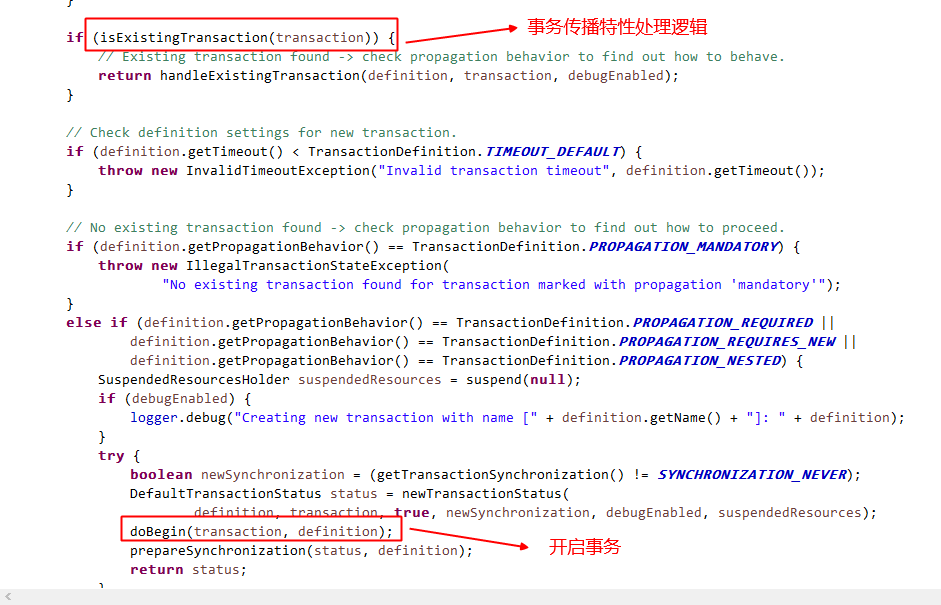 }
if (isExistingTransaction(transaction)) {
事务传播特性处理逻辑
// Existing transaction found -> check propagation behavior to find out how to behave.
return handleExistingTransaction(definition, transaction, debugEnabled);
}
// Check definition settings for new transaction.
if (definition.getTimeout() < TransactionDefinition.TIMEOUT_DEFAULT) {
throw new InvalidTimeoutException("Invalid transaction timeout", definition.getTimeout());
}
// No existing transaction found -> check propagation behavior to find out how to proceed.
if (definition.getPropagationBehavior() == TransactionDefinition.PROPAGATION_MANDATORY) {
throw new IllegalTransactionStateException(
"No existing transaction found for transaction marked with propagation 'mandatory'");
}
else if (definition.getPropagationBehavior() == TransactionDefinition.PROPAGATION_REQUIRED ||
definition.getPropagationBehavior() == TransactionDefinition.PROPAGATION_REQUIRES_NEW ||
definition.getPropagationBehavior() == TransactionDefinition.PROPAGATION_NESTED) {
SuspendedResourcesHolder suspendedResources = suspend(null);
if (debugEnabled) {
logger.debug("Creating new transaction with name [" + definition.getName() + "]: " + definition);
}
try {
boolean newSynchronization = (getTransactionSynchronization() != SYNCHRONIZATION_NEVER);
DefaultTransactionStatus status = newTransactionStatus(
definition, transaction, true, newSynchronization, debugEnabled, suspendedResources);
doBegin(transaction, definition);
开启事务
prepareSynchronization(status, definition);
return status;
}